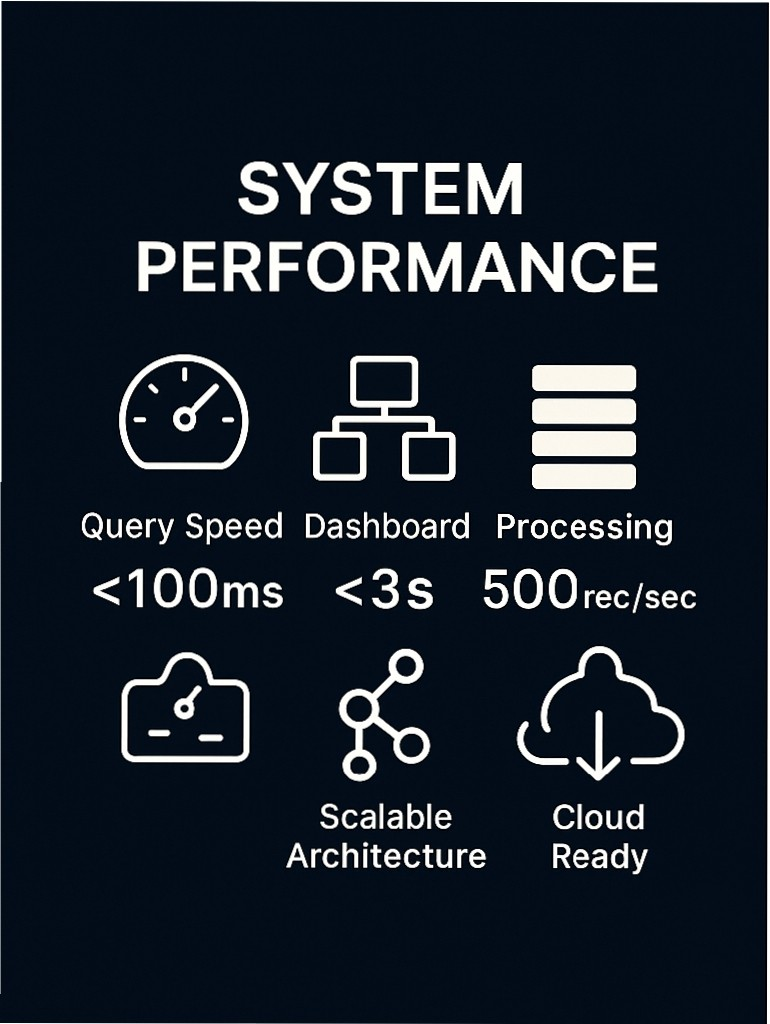 SYSTEM
PERFORMANCE
Query Speed Dashboard Processing
<100ms <3s 500rec/sec
Scalable
Architecture
Cloud
Ready